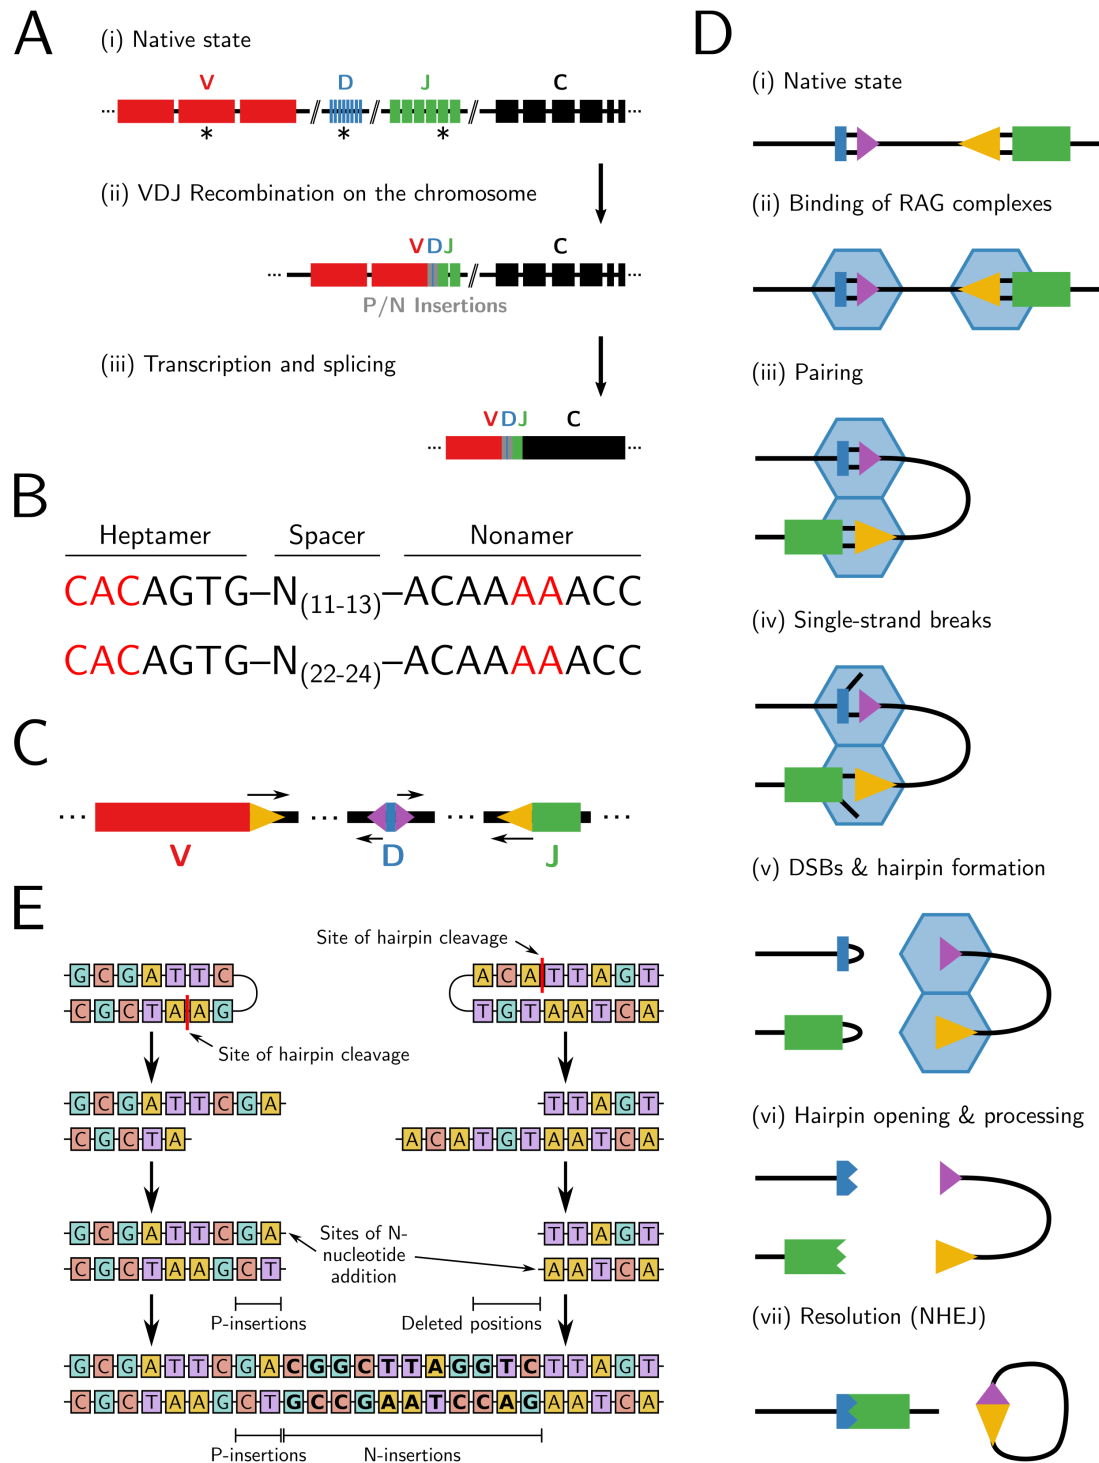 A
(i) Native state
V D J C
... // // // ...
* * *
(ii) VDJ Recombination on the chromosome
VDJ C
... // ...
P/N Insertions
(iii) Transcription and splicing
VDJ C
... ...
B
Heptamer Spacer Nonamer
CACAGTG–N(11-13)–ACAAAAACC
CACAGTG–N(22-24)–ACAAAAACC
C
... ... ... ...
V D J
D
(i) Native state
(ii) Binding of RAG complexes
(iii) Pairing
(iv) Single-strand breaks
(v) DSBs & hairpin formation
(vi) Hairpin opening & processing
(vii) Resolution (NHEJ)
E
Site of hairpin cleavage
GCGATTC ACATTAGT
CGCTAAG TGTAATCA
Site of hairpin cleavage
GCGATTCGA TTAGT
CGCTA ACATGTAATCA
GCGATTCGA Sites of N- TTAGT
nucleotide
CGCTAAGCT addition AATCA
P-insertions Deleted positions
GCGATTCGACGGCTTAGGTCTTAGT
CGCTAAGCTGCCGAATCCAGAATCA
P-insertions N-insertions